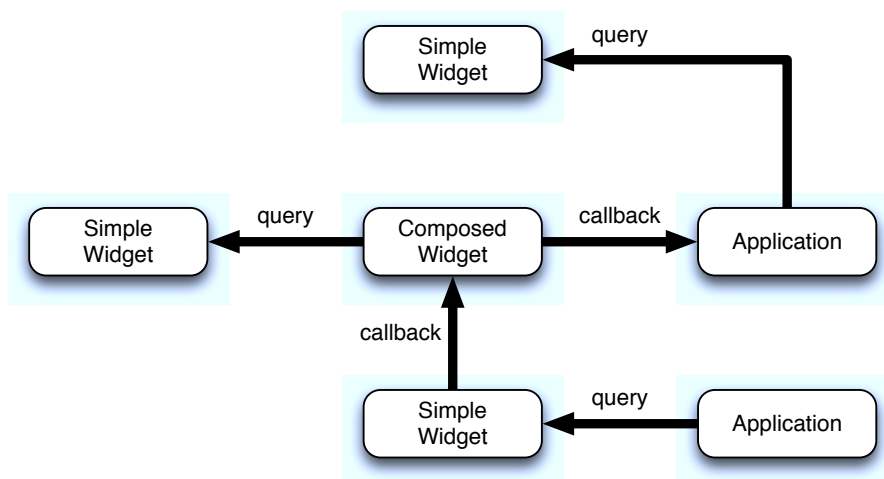 Simple
Widget
query
Simple
Widget
query
Composed
Widget
callback
Application
callback
Simple
Widget
query
Application